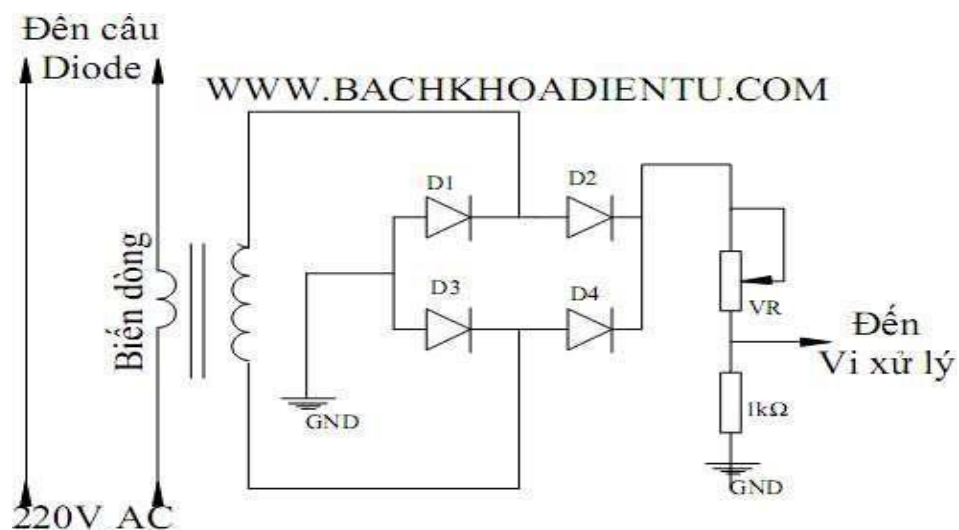 Đến cầu
Diode
WWW.BACHKHOADIENTU.COM
D1
D2
Biến dòng
D3
D4
VR
Đến
Vi xử lý
GND
1kΩ
GND
220V AC